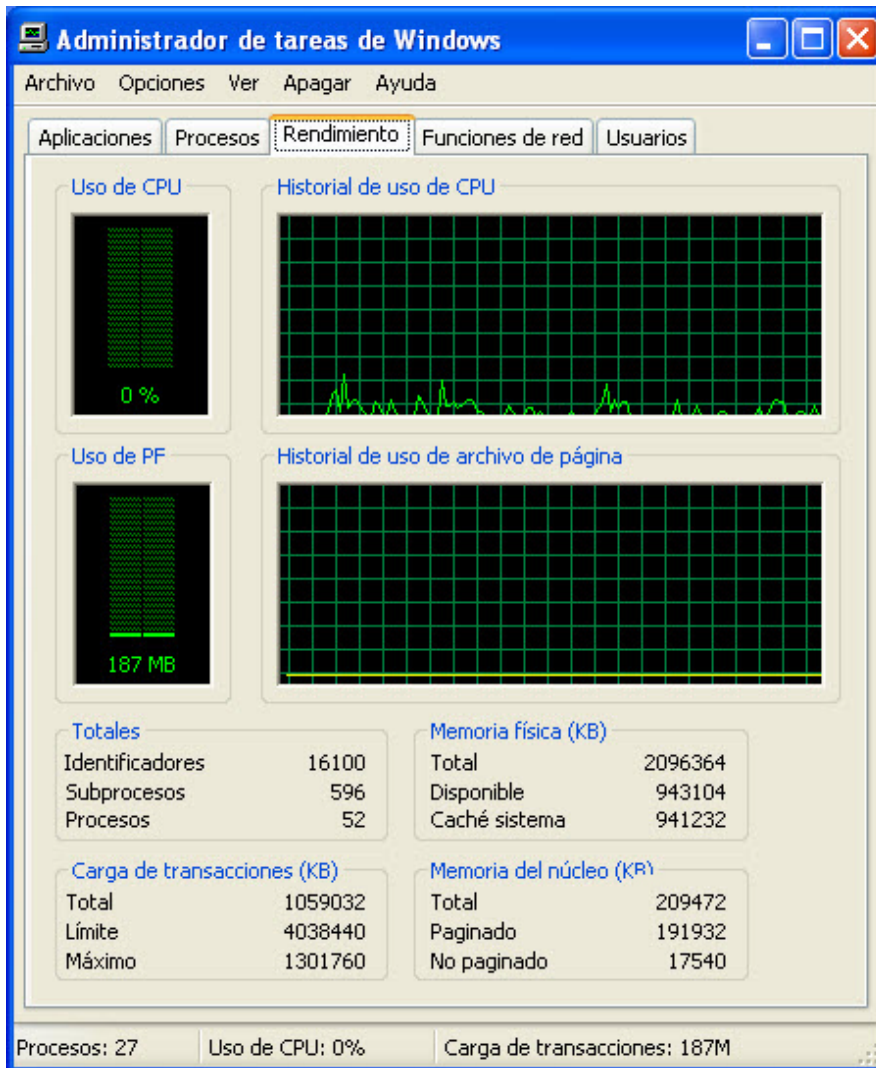 Administrador de tareas de Windows
Archivo Opciones Ver Apagar Ayuda
Aplicaciones Procesos Rendimiento Funciones de red Usuarios
Uso de CPU
Historial de uso de CPU
0 %
Uso de PF
Historial de uso de archivo de página
187 MB
Totales
Identificadores 16100
Subprocesos 596
Procesos 52
Memoria física (KB)
Total 2096364
Disponible 943104
Caché sistema 941232
Carga de transacciones (KB)
Total 1059032
Límite 4038440
Máximo 1301760
Memoria del núcleo (KB)
Total 209472
Paginado 191932
No paginado 17540
Procesos: 27 Uso de CPU: 0% Carga de transacciones: 187M